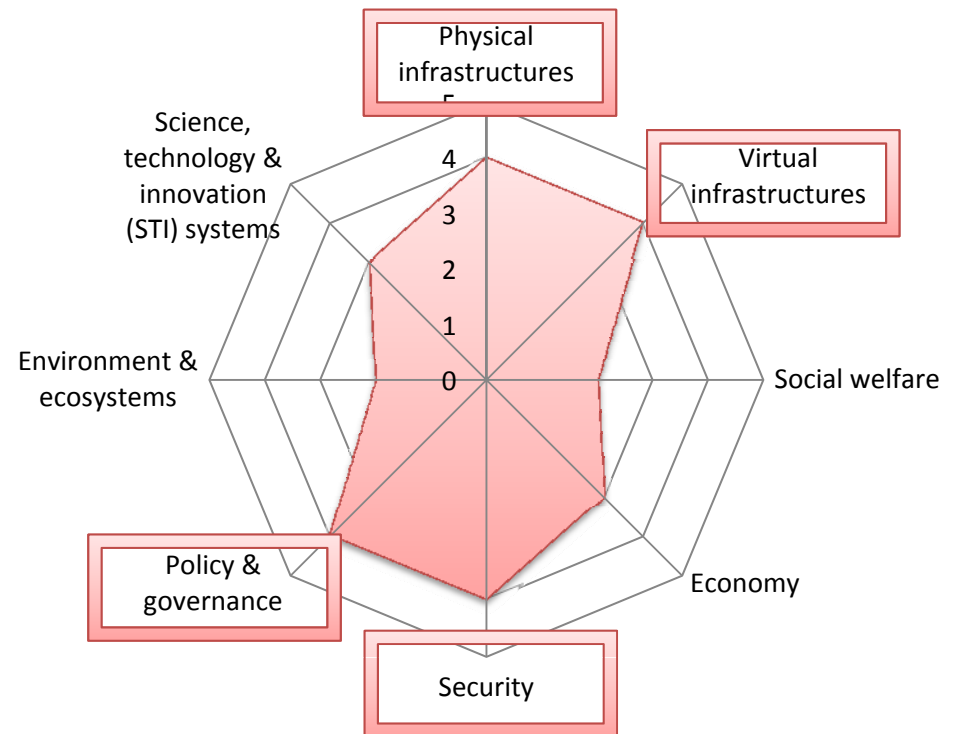 Physical
infrastructures
5
4
3
2
1
0
Virtual
infrastructures
Social welfare
Economy
Security
Policy &
governance
Environment &
ecosystems
Science,
technology &
innovation
(STI) systems